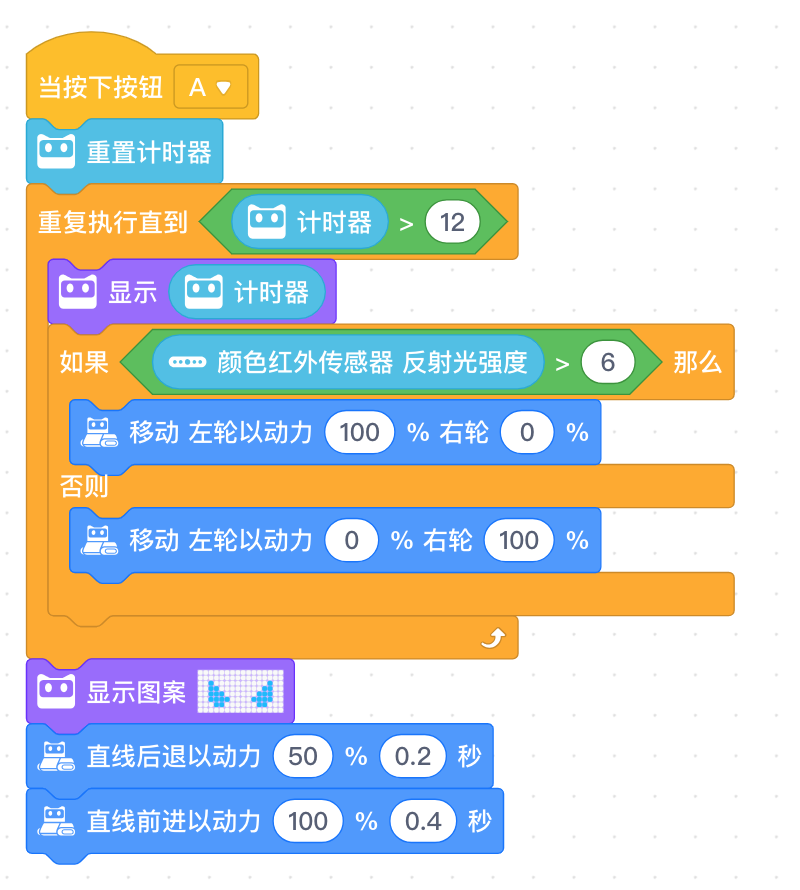 当按下按钮 A
重置计时器
重复执行直到 计时器 > 12
显示 计时器
如果 颜色红外传感器 反射光强度 > 6 那么
移动 左轮以动力 100 % 右轮 0 %
否则
移动 左轮以动力 0 % 右轮 100 %
显示图案
直线后退以动力 50 % 0.2 秒
直线前进以动力 100 % 0.4 秒